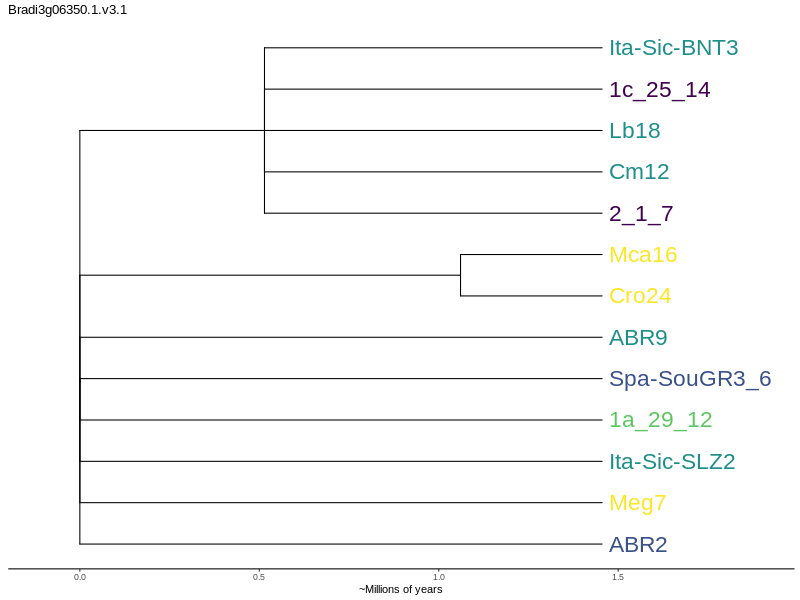 Bradi3g06350.1.v3.1
Ita-Sic-BNT3
1c_25_14
Lb18
Cm12
2_1_7
Mca16
Cro24
ABR9
Spa-SouGR3_6
1a_29_12
Ita-Sic-SLZ2
Meg7
ABR2
0.0 0.5 1.0 1.5
~Millions of years